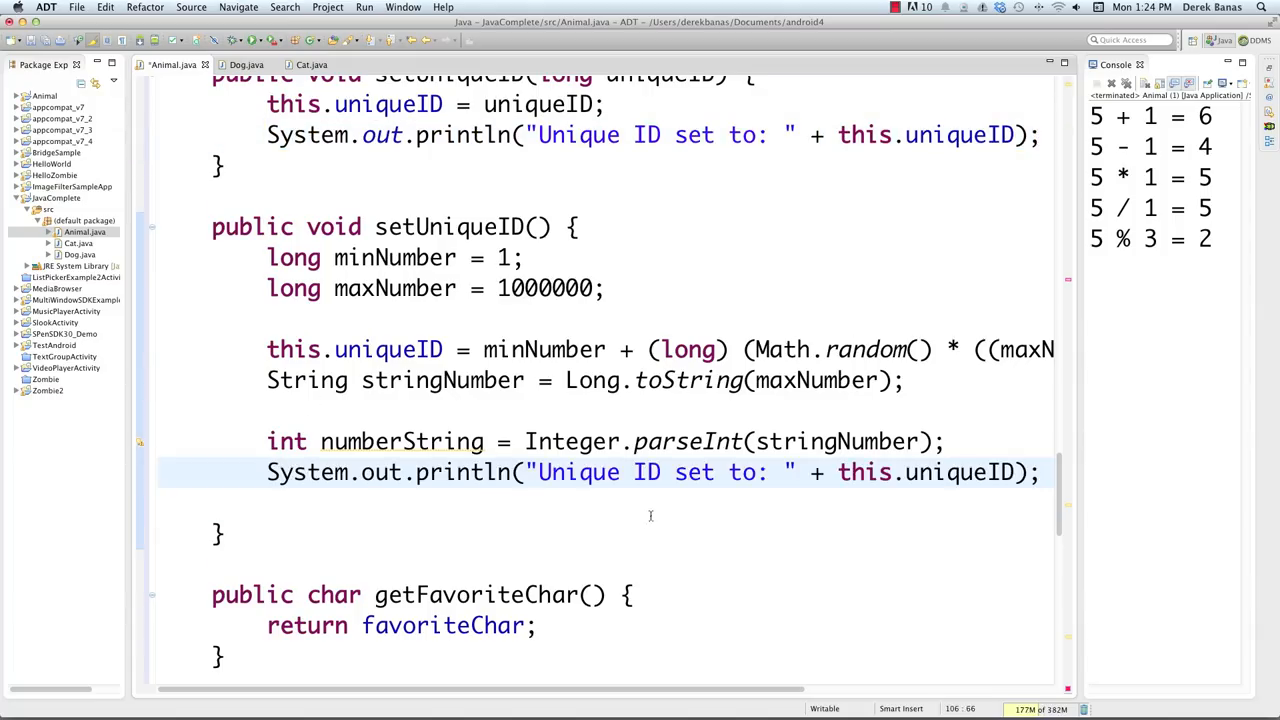 ADT File Edit Refactor Source Navigate Search Project Run Window Help 10 Mon 1:24 PM Derek Banas
Java - JavaComplete/src/Animal.java - ADT - /Users/derekbanas/Documents/android4
Quick Access Java DDMS
Package Exp
*Animal.java Dog.java Cat.java
Console
<terminated> Animal (1) [Java Application] /S
Animal
appcompat_v7
appcompat_v7_2
appcompat_v7_3
appcompat_v7_4
BridgeSample
HelloWorld
HelloZombie
ImageFilterSampleApp
JavaComplete
src
(default package)
Animal.java
Cat.java
Dog.java
JRE System Library [Ja
ListPickerExample2Activi
MediaBrowser
MultiWindowSDKExample
MusicPlayerActivity
SlookActivity
SPenSDK30_Demo
TestAndroid
TextGroupActivity
VideoPlayerActivity
Zombie
Zombie2
public void setUniqueID(long uniqueID) {
this.uniqueID = uniqueID;
System.out.println("Unique ID set to: " + this.uniqueID);
}
public void setUniqueID() {
long minNumber = 1;
long maxNumber = 1000000;
this.uniqueID = minNumber + (long) (Math.random() * ((maxN
String stringNumber = Long.toString(maxNumber);
int numberString = Integer.parseInt(stringNumber);
System.out.println("Unique ID set to: " + this.uniqueID);
}
public char getFavoriteChar() {
return favoriteChar;
}
5 + 1 = 6
5 - 1 = 4
5 * 1 = 5
5 / 1 = 5
5 % 3 = 2
Writable Smart Insert 106 : 66 177M of 382M